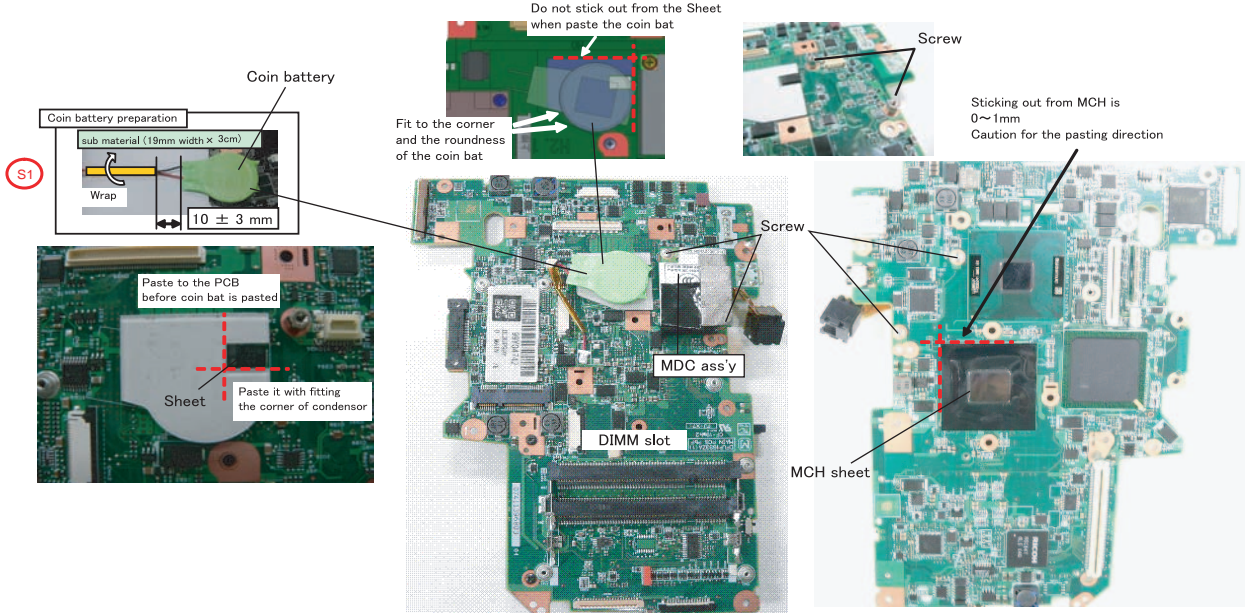 Do not stick out from the Sheet
when paste the coin bat
Screw
Coin battery
Sticking out from MCH is
0～1mm
Caution for the pasting direction
Coin battery preparation
sub material (19mm width× 3cm)
Fit to the corner
and the roundness
of the coin bat
S1
Wrap
10 ± 3 mm
Screw
Paste to the PCB
before coin bat is pasted
MDC ass'y
Sheet
Paste it with fitting
the corner of condensor
DIMM slot
MCH sheet
RICOH